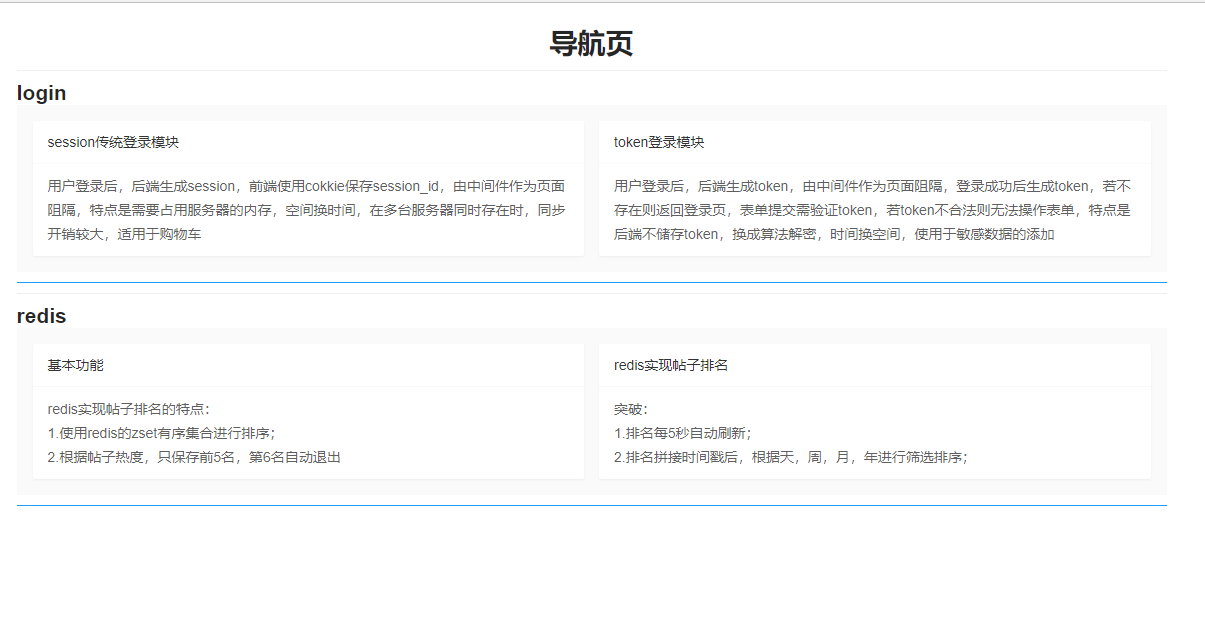 导航页
login
session传统登录模块
用户登录后，后端生成session，前端使用cokkie保存session_id，由中间件作为页面
阻隔，特点是需要占用服务器的内存，空间换时间，在多台服务器同时存在时，同步
开销较大，适用于购物车
token登录模块
用户登录后，后端生成token，由中间件作为页面阻隔，登录成功后生成token，若不
存在则返回登录页，表单提交需验证token，若token不合法则无法操作表单，特点是
后端不储存token，换成算法解密，时间换空间，使用于敏感数据的添加
redis
基本功能
redis实现帖子排名的特点：
1.使用redis的zset有序集合进行排序；
2.根据帖子热度，只保存前5名，第6名自动退出
redis实现帖子排名
突破：
1.排名每5秒自动刷新；
2.排名拼接时间戳后，根据天，周，月，年进行筛选排序；